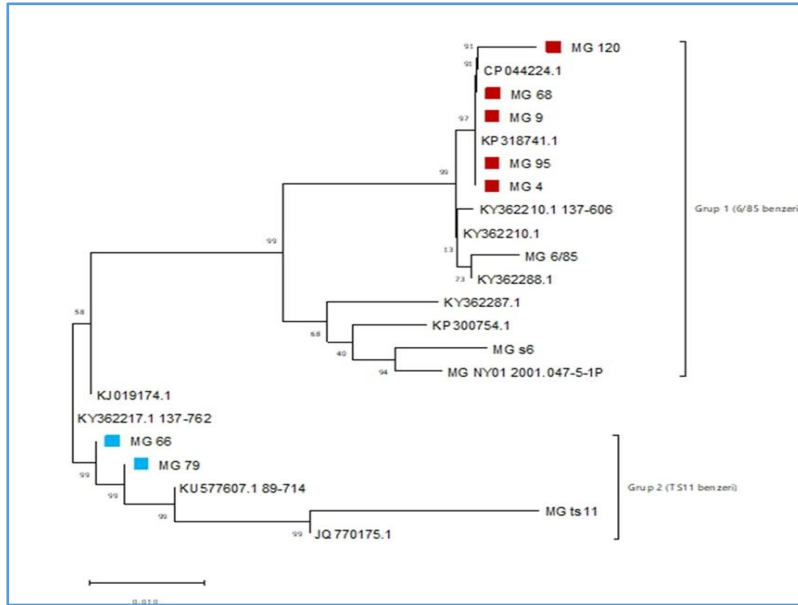 91
MG 120
91
CP044224.1
MG 68
97
MG 9
KP318741.1
MG 95
MG 4
99
KY362210.1 137-606
Grup 1 (6/85 benzeri)
KY362210.1
13
MG 6/85
73
KY362288.1
99
KY362287.1
68
KP300754.1
40
MG s6
94
MG NY01 2001.047-5-1P
58
KJ019174.1
KY362217.1 137-762
MG 66
99
MG 79
99
KU577607.1 89-714
Grup 2 (TS11 benzeri)
99
MG ts11
99
JQ770175.1